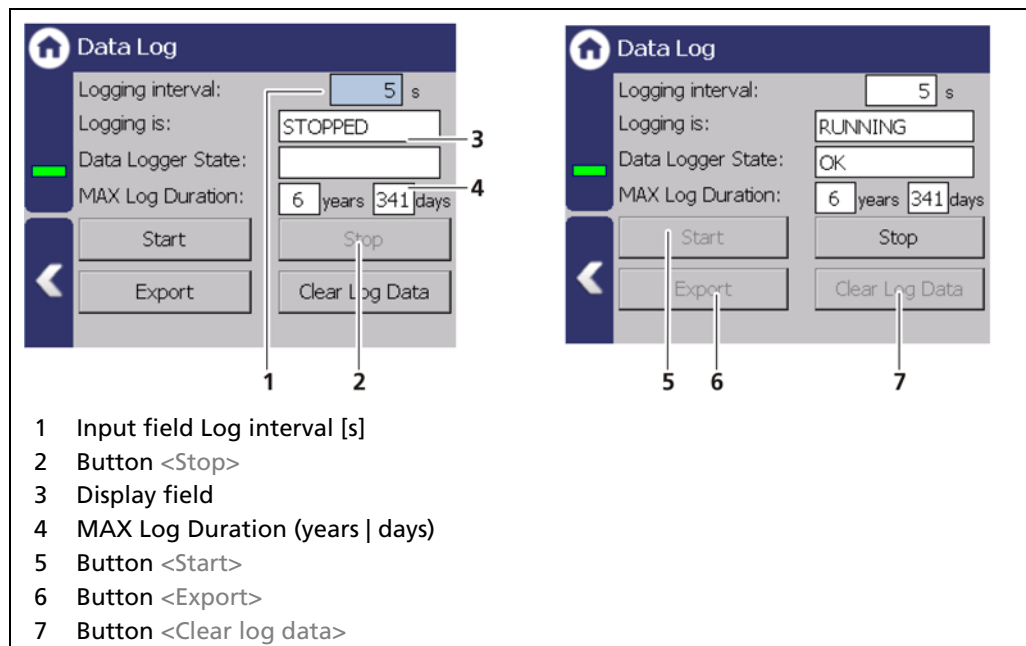 Data Log
Logging interval: 5 s
Logging is: STOPPED
3
Data Logger State:
MAX Log Duration: 6 years 341 days
4
Start Stop
Export Clear Log Data
1 2
Data Log
Logging interval: 5 s
Logging is: RUNNING
Data Logger State: OK
MAX Log Duration: 6 years 341 days
Start Stop
Export Clear Log Data
5 6 7
1 Input field Log interval [s]
2 Button <Stop>
3 Display field
4 MAX Log Duration (years | days)
5 Button <Start>
6 Button <Export>
7 Button <Clear log data>